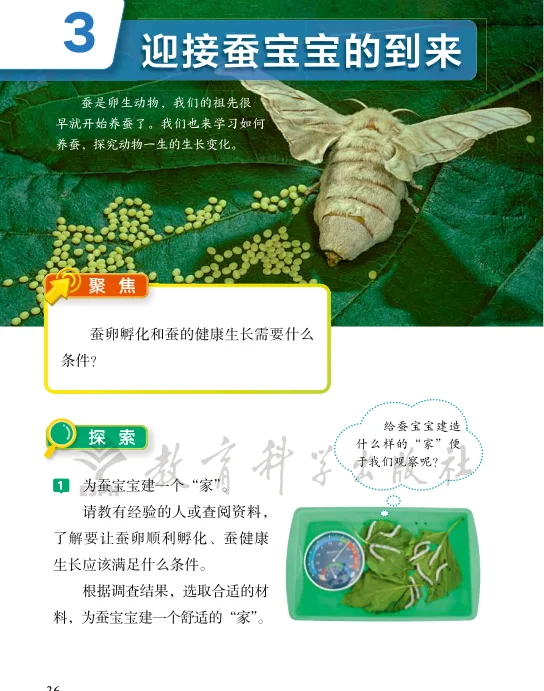 3
迎接蚕宝宝的到来
蚕是卵生动物，我们的祖先很
早就开始养蚕了。我们也来学习如何
养蚕，探究动物一生的生长变化。
聚焦
蚕卵孵化和蚕的健康生长需要什么
条件？
探索
给蚕宝宝建造
什么样的“家”便
于我们观察呢？
教育科学出版社
1 为蚕宝宝建一个“家”。
请教有经验的人或查阅资料，
了解要让蚕卵顺利孵化、蚕健康
生长应该满足什么条件。
根据调查结果，选取合适的材
料，为蚕宝宝建一个舒适的“家”。